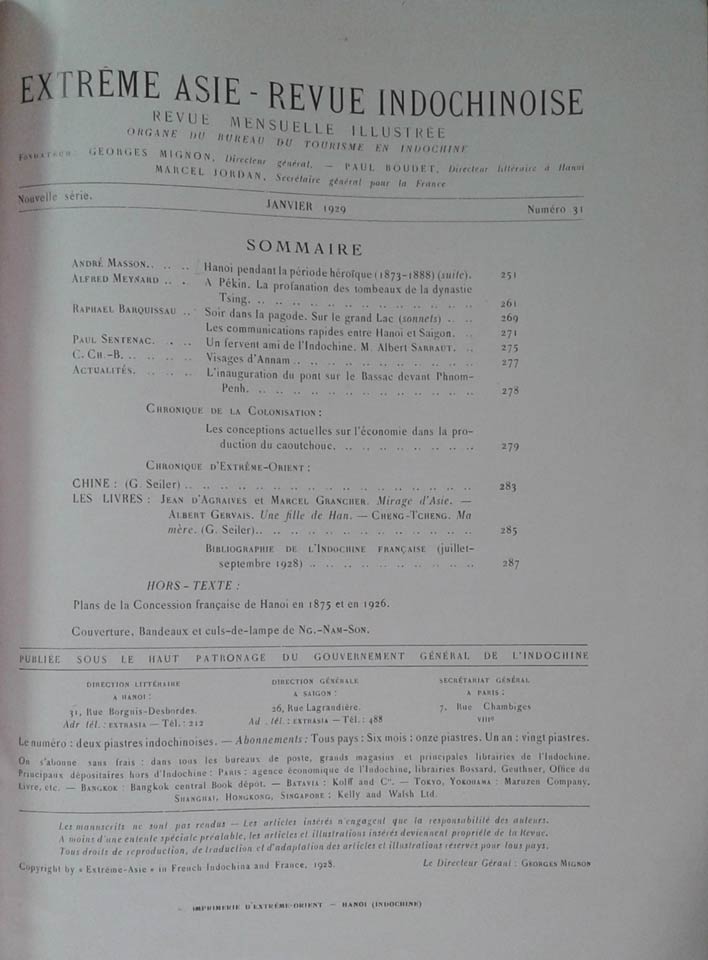 EXTRÊME ASIE - REVUE INDOCHINOISE
REVUE MENSUELLE ILLUSTRÉE
ORGANE DU BUREAU DU TOURISME EN INDOCHINE
FONDATEUR: GEORGES MIGNON, Directeur général. — PAUL BOUDET, Directeur littéraire à Hanoi
MARCEL JORDAN, Secrétaire général pour la France
Nouvelle série. JANVIER 1929 Numéro 31
SOMMAIRE
ANDRÉ MASSON.. .. .. Hanoi pendant la période héroïque (1873-1888) (suite). 251
ALFRED MEYNARD .. . A Pékin. La profanation des tombeaux de la dynastie
Tsing. .. .. .. .. .. .. .. .. .. .. .. .. 261
RAPHAEL BARQUISSAU .. Soir dans la pagode. Sur le grand Lac (sonnets) .. .. 269
Les communications rapides entre Hanoï et Saigon. .. 271
PAUL SENTENAC. .. .. Un fervent ami de l'Indochine. M. Albert SARRAUT. .. 275
C. CH.-B. .. .. .. .. Visages d'Annam .. .. .. .. .. .. .. .. .. 277
ACTUALITÉS. .. .. .. L'inauguration du pont sur le Bassac devant Phnom-
Penh. .. .. .. .. .. .. .. .. .. .. .. .. 278
CHRONIQUE DE LA COLONISATION :
Les conceptions actuelles sur l'économie dans la pro-
duction du caoutchouc. .. .. .. .. .. .. .. 279
CHRONIQUE D'EXTRÊME-ORIENT :
CHINE : (G. Seiler) .. .. .. .. .. .. .. .. .. .. .. .. .. .. 283
LES LIVRES : JEAN D'AGRAIVES et MARCEL GRANCHER. Mirage d'Asie. —
ALBERT GERVAIS. Une fille de Han. — CHENG-TCHENG. Ma
mère. (G. Seiler).. .. .. .. .. .. .. .. .. .. .. 285
BIBLIOGRAPHIE DE L'INDOCHINE FRANÇAISE (juillet-
septembre 1928) .. .. .. .. .. .. .. .. .. 287
HORS-TEXTE :
Plans de la Concession française de Hanoi en 1875 et en 1926.
Couverture, Bandeaux et culs-de-lampe de NG.-NAM-SON.
PUBLIÉE SOUS LE HAUT PATRONAGE DU GOUVERNEMENT GÉNÉRAL DE L'INDOCHINE
DIRECTION LITTÉRAIRE
A HANOI :
31, Rue Borgnis-Desbordes.
Adr tél. : EXTRASIA — Tél. : 212
DIRECTION GÉNÉRALE
A SAIGON :
26, Rue Lagrandière.
Ad . tél. : EXTRASIA — Tél. : 488
SECRÉTARIAT GÉNÉRAL
A PARIS :
7, Rue Chambiges
VIIIe
Le numéro : deux piastres indochinoises. — Abonnements : Tous pays : Six mois : onze piastres. Un an : vingt piastres.
On s'abonne sans frais : dans tous les bureaux de poste, grands magasins et principales librairies de l'Indochine.
Principaux dépositaires hors d'Indochine : PARIS : agence économique de l'Indochine, librairies Bossard, Geuthner, Office du
Livre, etc. — BANGKOK : Bangkok central Book dépot. — BATAVIA : Kolff and C°. — TOKYO, YOKOHAMA : Maruzen Company,
SHANGHAI, HONGKONG, SINGAPORE : Kelly and Walsh Ltd.
Les manuscrits ne sont pas rendus — Les articles insérés n'engagent que la responsabilité des auteurs.
A moins d'une entente spéciale préalable, les articles et illustrations insérés deviennent propriété de la Revue.
Tous droits de reproduction, de traduction et d'adaptation des articles et illustrations réservés pour tous pays.
Copyright by « Extrême-Asie » in French Indochina and France, 1928. Le Directeur Gérant : GEORGES MIGNON
IMPRIMERIE D'EXTRÊME-ORIENT — HANOI (INDOCHINE)